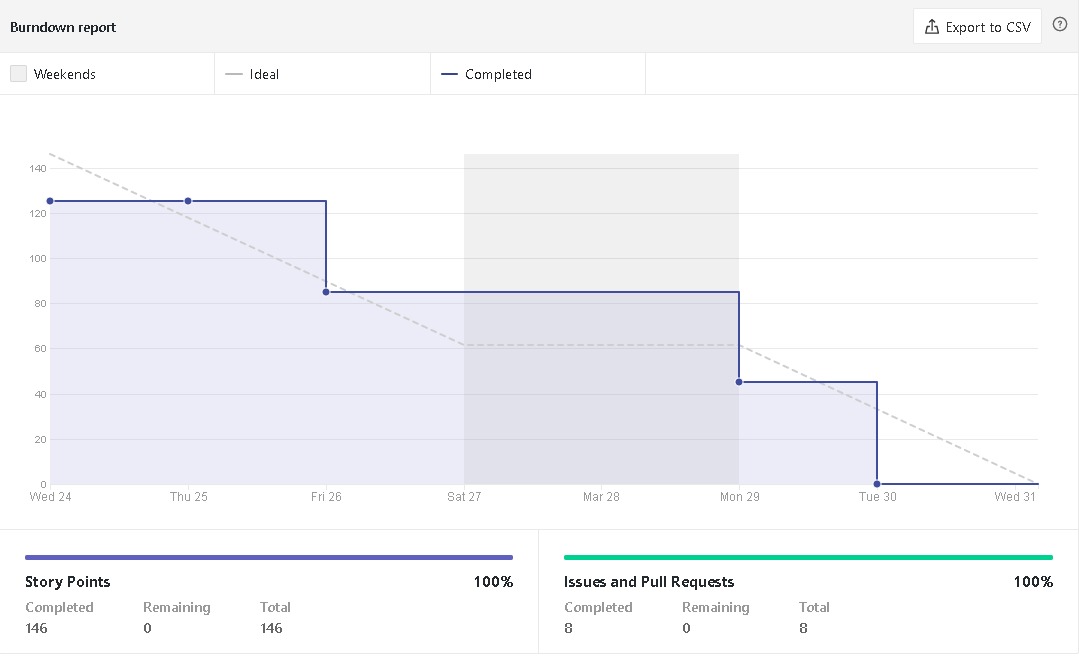 Burndown report
Export to CSV
Weekends
Ideal
Completed
140
120
100
80
60
40
20
0
Wed 24 Thu 25 Fri 26 Sat 27 Mar 28 Mon 29 Tue 30 Wed 31
Story Points 100%
Completed Remaining Total
146 0 146
Issues and Pull Requests 100%
Completed Remaining Total
8 0 8